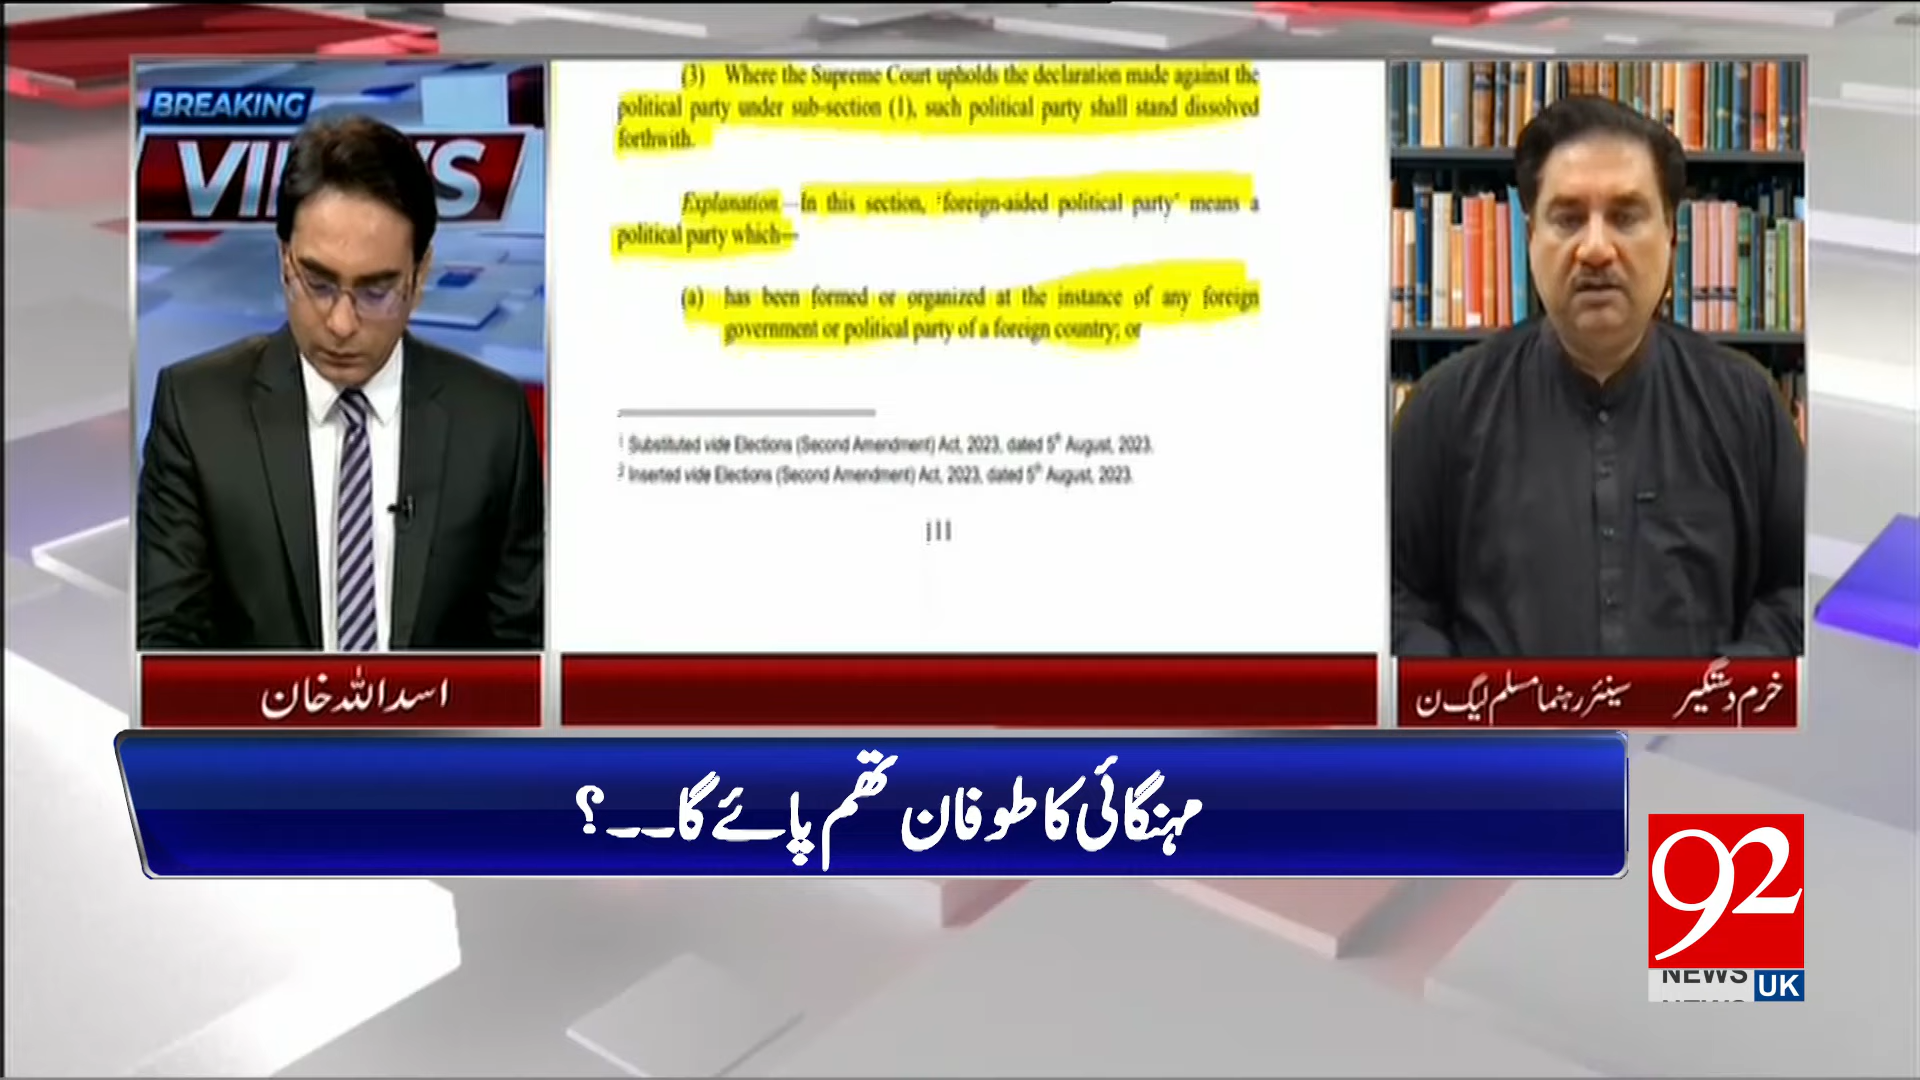 BREAKING
VIEWS
(3) Where the Supreme Court upholds the declaration made against the
political party under sub-section (1), such political party shall stand dissolved
forthwith.
Explanation.—In this section, 'foreign-aided political party' means a
political party which—
(a) has been formed or organized at the instance of any foreign
government or political party of a foreign country; or
1 Substituted vide Elections (Second Amendment) Act, 2023, dated 5th August, 2023.
2 Inserted vide Elections (Second Amendment) Act, 2023, dated 5th August, 2023.
اسد اللہ خان
خرم دستگیر سینئر رہنما مسلم لیگ ن
مہنگائی کا طوفان تھم پائے گا۔۔۔؟
92
NEWS
UK